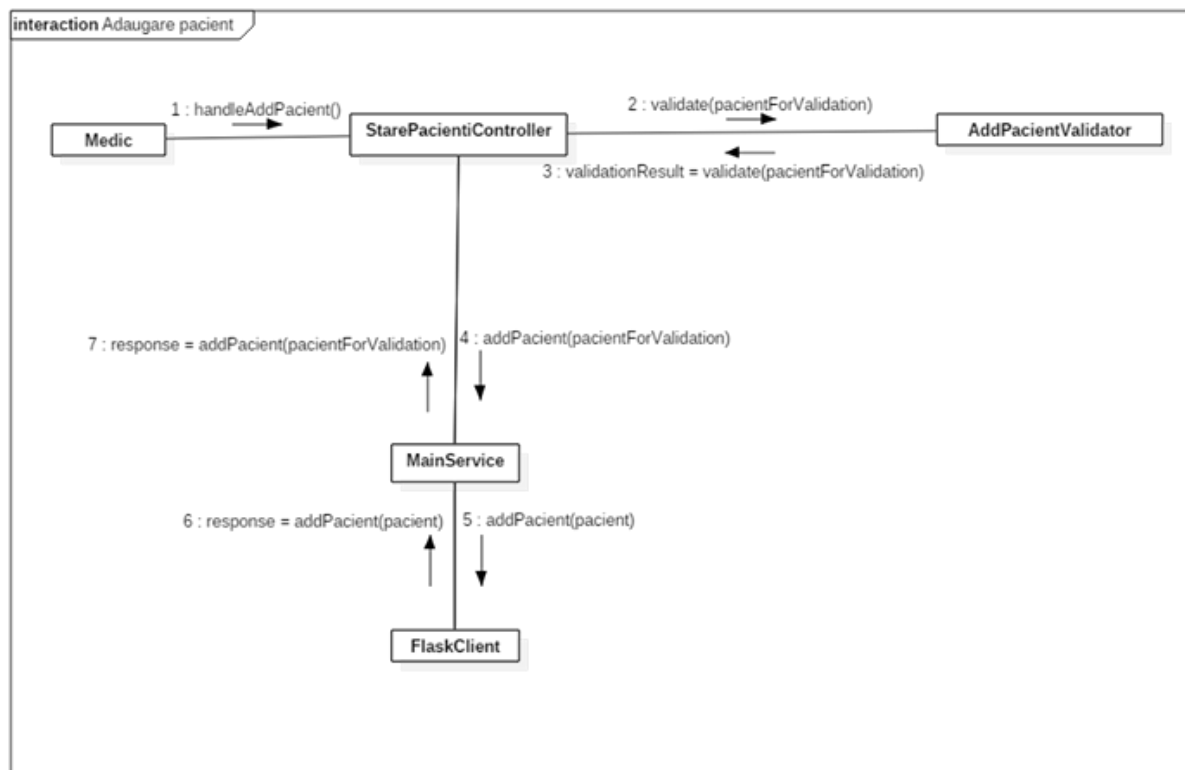 interaction Adaugare pacient
1 : handleAddPacient()
2 : validate(pacientForValidation)
Medic
StarePacientiController
AddPacientValidator
3 : validationResult = validate(pacientForValidation)
7 : response = addPacient(pacientForValidation)
4 : addPacient(pacientForValidation)
MainService
6 : response = addPacient(pacient)
5 : addPacient(pacient)
FlaskClient